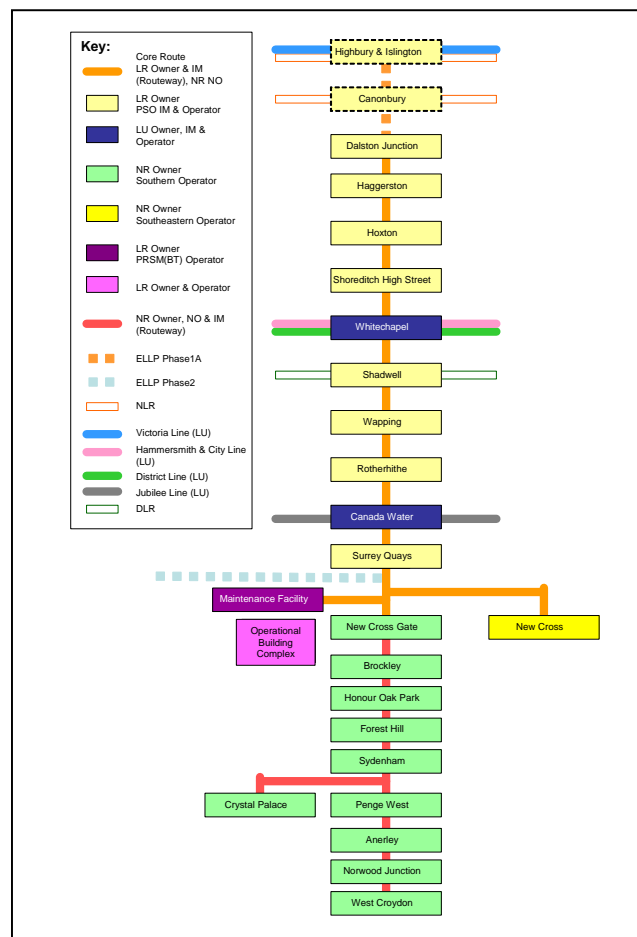 Key:
Core Route
LR Owner & IM
(Routeway), NR NO
LR Owner
PSO IM & Operator
LU Owner, IM &
Operator
NR Owner
Southern Operator
NR Owner
Southeastern Operator
LR Owner
PRSM(BT) Operator
LR Owner & Operator
NR Owner, NO & IM
(Routeway)
ELLP Phase1A
ELLP Phase2
NLR
Victoria Line (LU)
Hammersmith & City Line
(LU)
District Line (LU)
Jubilee Line (LU)
DLR
Highbury & Islington
Canonbury
Dalston Junction
Haggerston
Hoxton
Shoreditch High Street
Whitechapel
Shadwell
Wapping
Rotherhithe
Canada Water
Surrey Quays
Maintenance Facility
Operational
Building
Complex
New Cross Gate
New Cross
Brockley
Honour Oak Park
Forest Hill
Sydenham
Crystal Palace
Penge West
Anerley
Norwood Junction
West Croydon